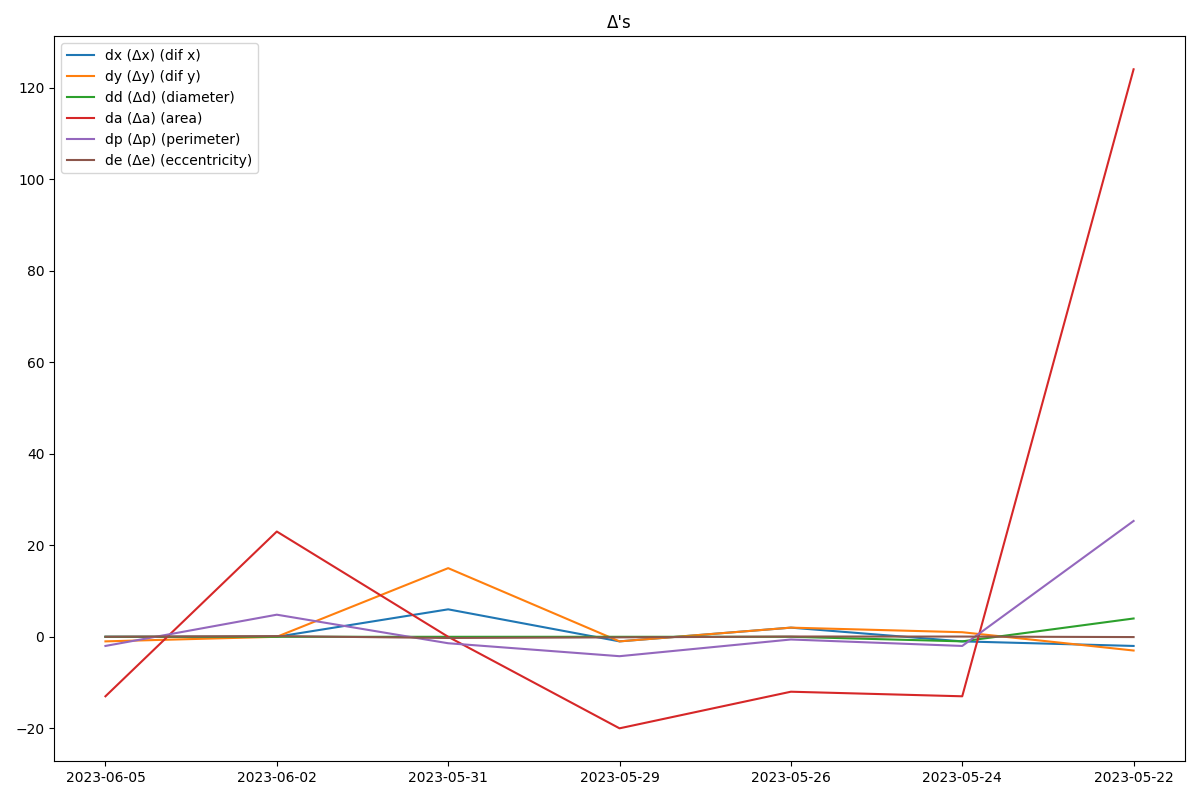 Δ's
dx (Δx) (dif x)
dy (Δy) (dif y)
dd (Δd) (diameter)
da (Δa) (area)
dp (Δp) (perimeter)
de (Δe) (eccentricity)
120
100
80
60
40
20
0
−20
2023-06-05 2023-06-02 2023-05-31 2023-05-29 2023-05-26 2023-05-24 2023-05-22